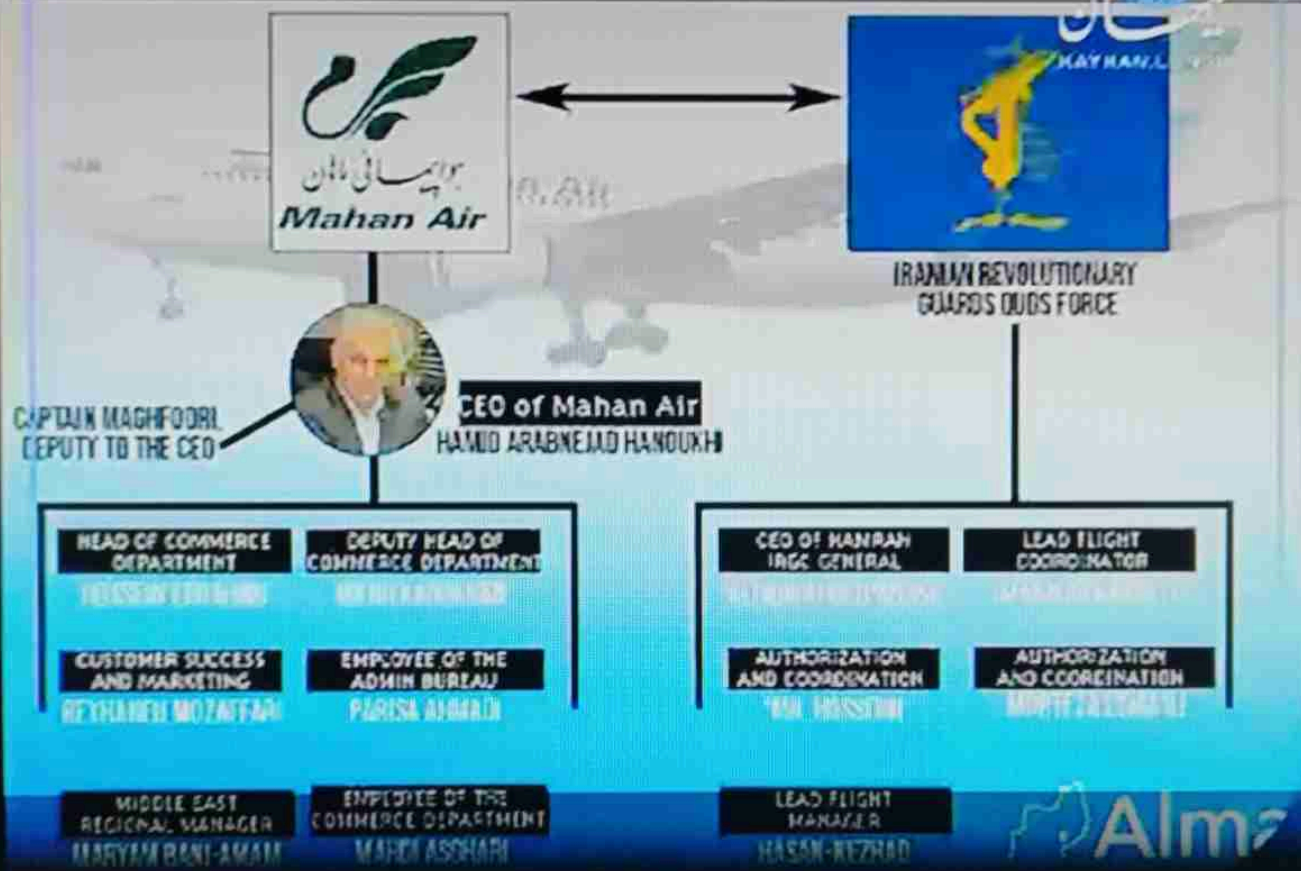 KAYHAN.L
هواپیمائی ماهان
Mahan Air
IRANIAN REVOLUTIONARY
GUARDS QUDS FORCE
CAPTAIN MAGHFOORI,
DEPUTY TO THE CEO
CEO of Mahan Air
HAMID ARABNEJAD HANOUKHI
HEAD OF COMMERCE
DEPARTMENT
DEPUTY HEAD OF
COMMERCE DEPARTMENT
CUSTOMER SUCCESS
AND MARKETING
REYHANEH MOZAFFARI
EMPLOYEE OF THE
ADMIN BUREAU
PARISA AHMADI
MIDDLE EAST
REGIONAL MANAGER
MARYAM BANI-AMAM
EMPLOYEE OF THE
COMMERCE DEPARTMENT
MAHDI ASGHARI
CEO OF HAMRAH
IRGC GENERAL
LEAD FLIGHT
COORDINATOR
AUTHORIZATION
AND COORDINATION
AUTHORIZATION
AND COORDINATION
LEAD FLIGHT
MANAGER
HASAN-NEZHAD
Alma